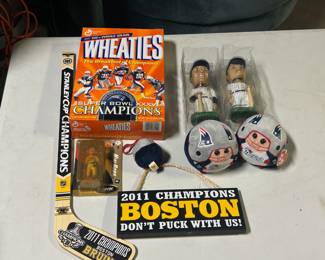 WHEATIES
The Breakfast of Champions
SUPER BOWL XXXVI
CHAMPIONS
WHEATIES
STANLEY CUP CHAMPIONS
2011 CHAMPIONS
BOSTON
BRUINS
2011 CHAMPIONS
BOSTON
DON'T PUCK WITH US!